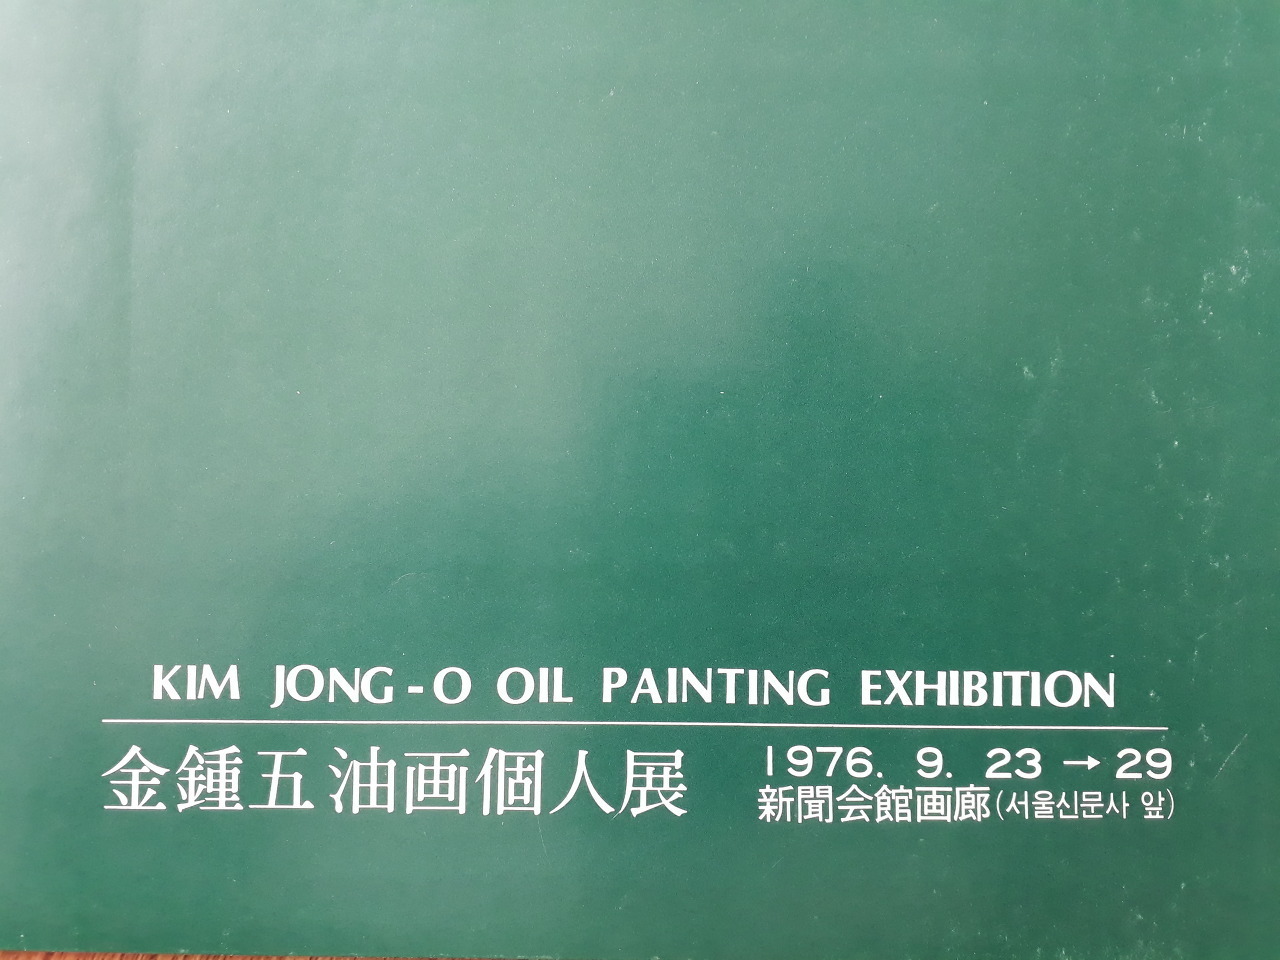 KIM JONG-O OIL PAINTING EXHIBITION
金鍾五油画個人展
1976. 9. 23 → 29
新聞会館画廊(서울신문사 앞)